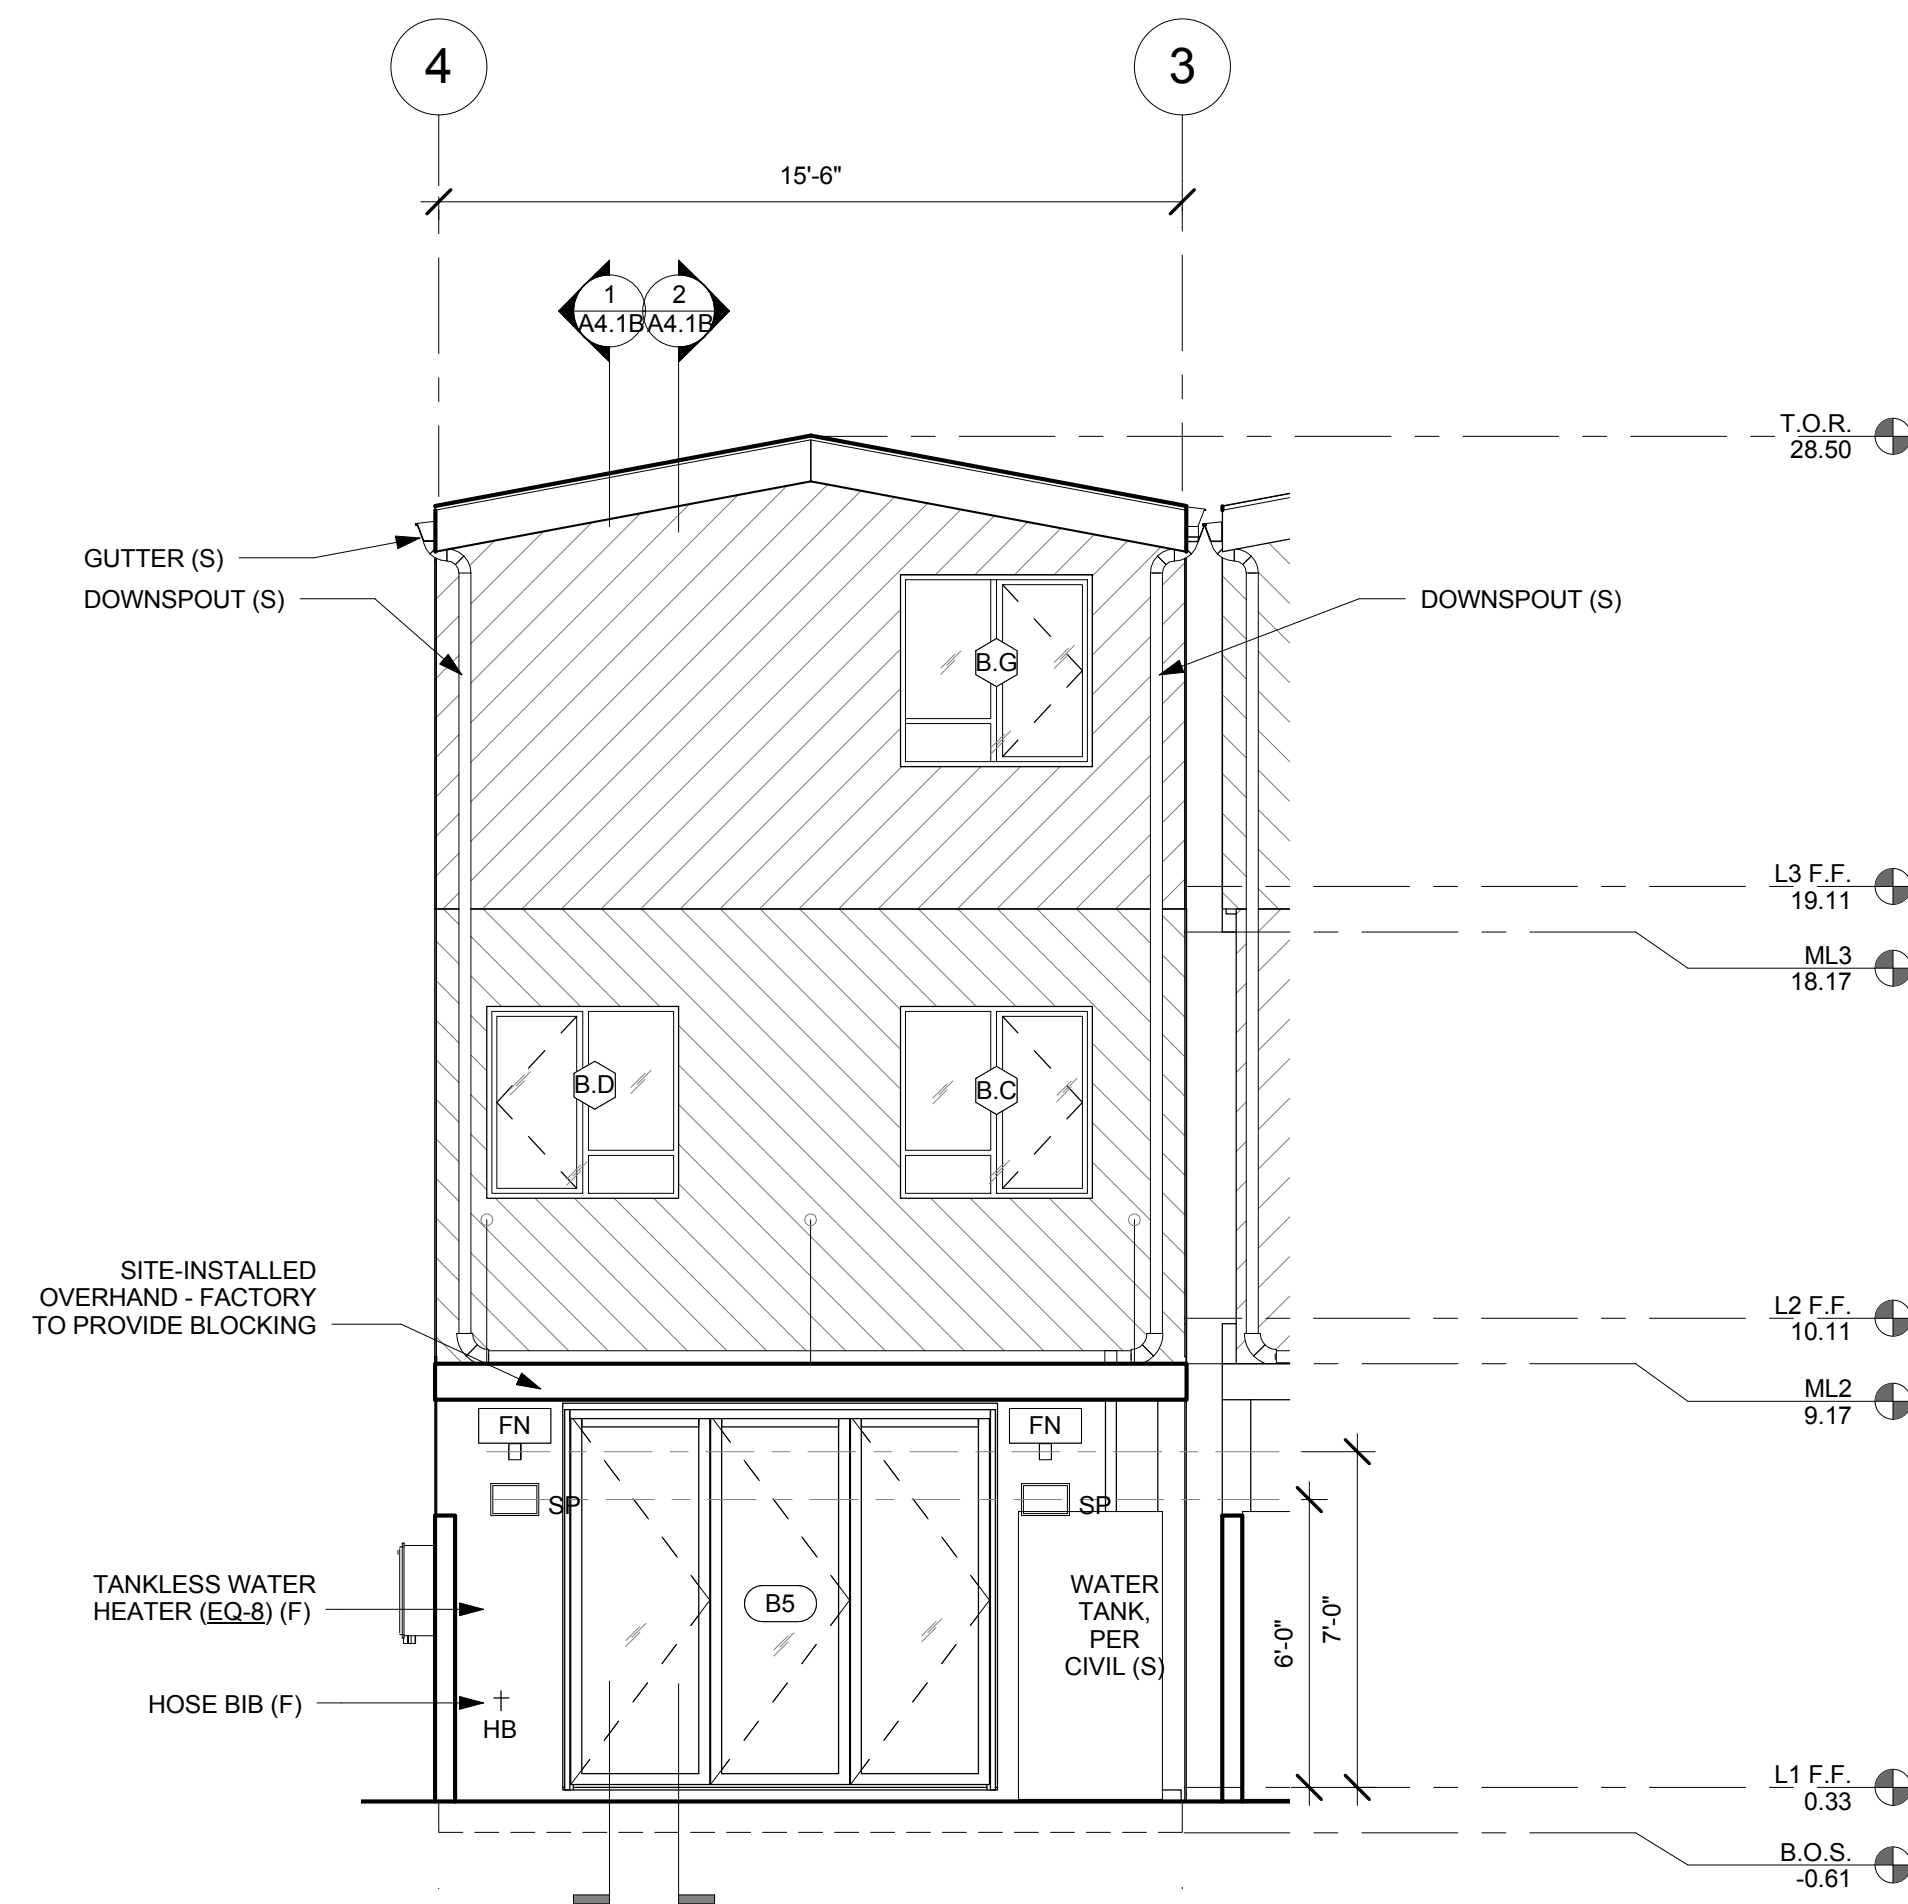 4
3
15'-6"
1
A4.1B
2
A4.1B
T.O.R.
28.50
GUTTER (S)
DOWNSPOUT (S)
DOWNSPOUT (S)
B.G
L3 F.F.
19.11
ML3
18.17
B.D
B.C
SITE-INSTALLED
OVERHAND - FACTORY
TO PROVIDE BLOCKING
L2 F.F.
10.11
ML2
9.17
FN
FN
SP
SP
TANKLESS WATER
HEATER (EQ-8) (F)
B5
WATER
TANK,
PER
CIVIL (S)
6'-0"
7'-0"
HOSE BIB (F)
HB
L1 F.F.
0.33
B.O.S.
-0.61